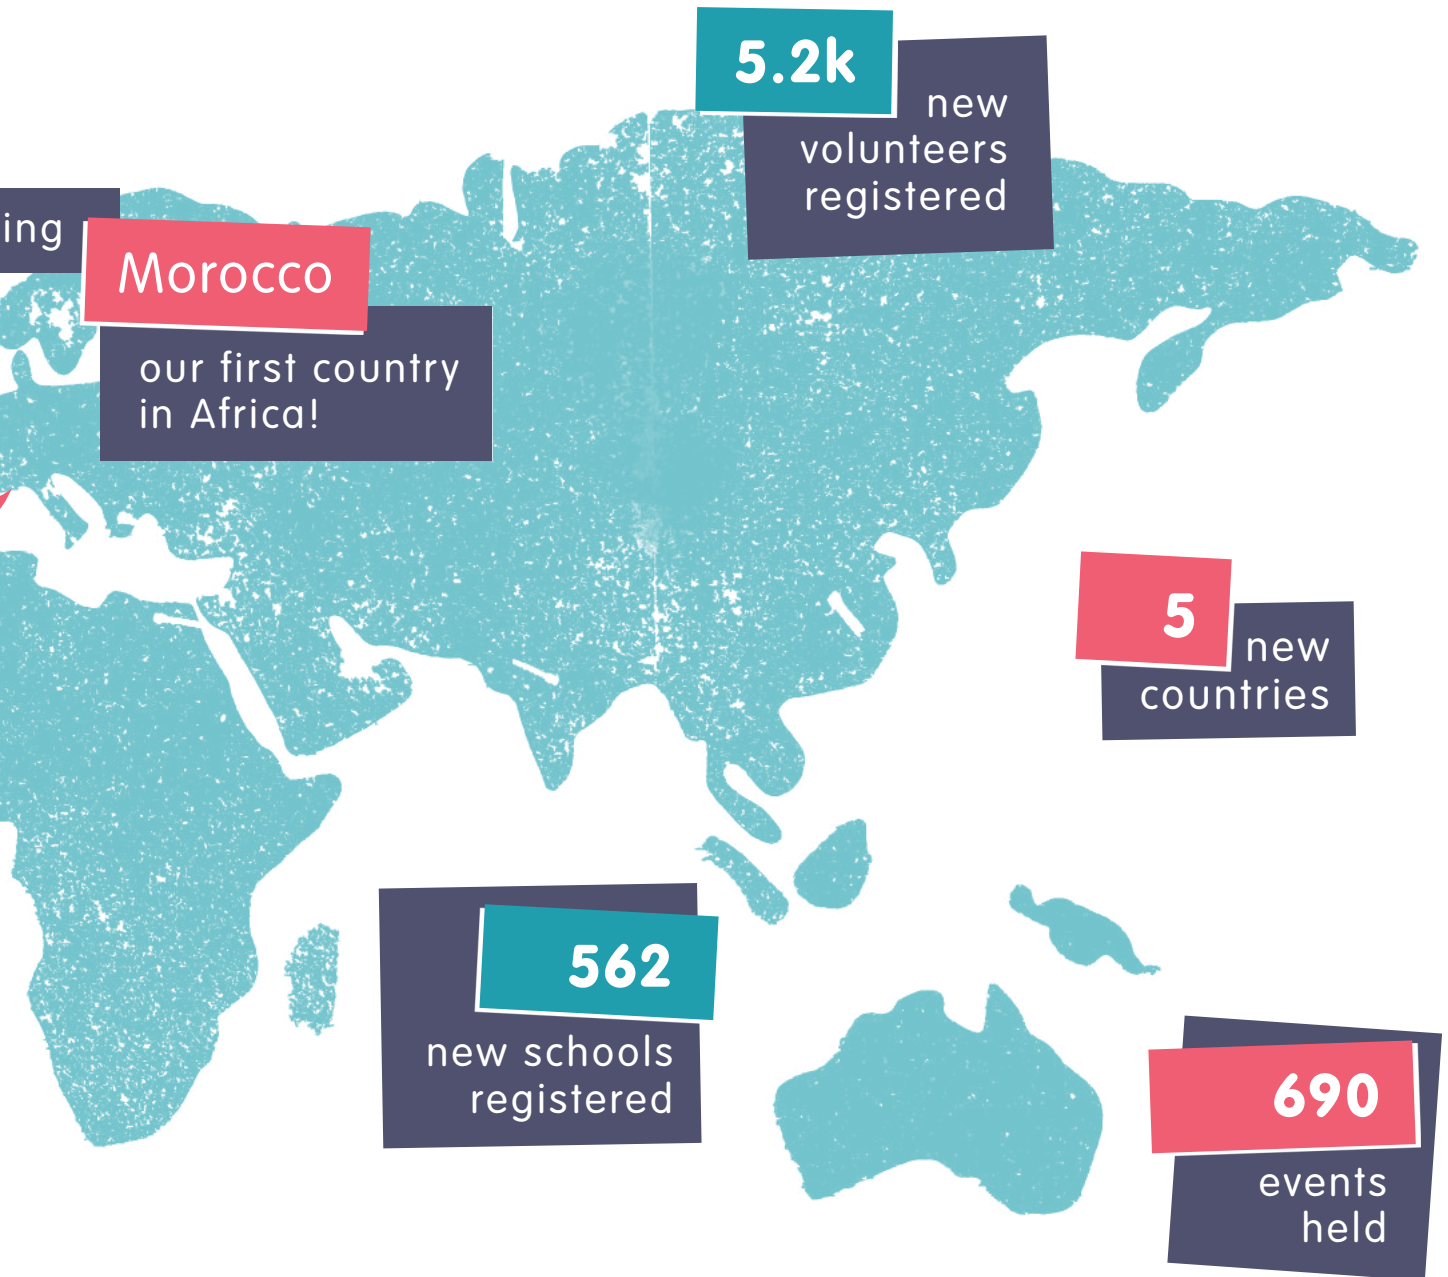 5.2k
new
volunteers
registered
ing
Morocco
our first country
in Africa!
5
new
countries
562
new schools
registered
690
events
held